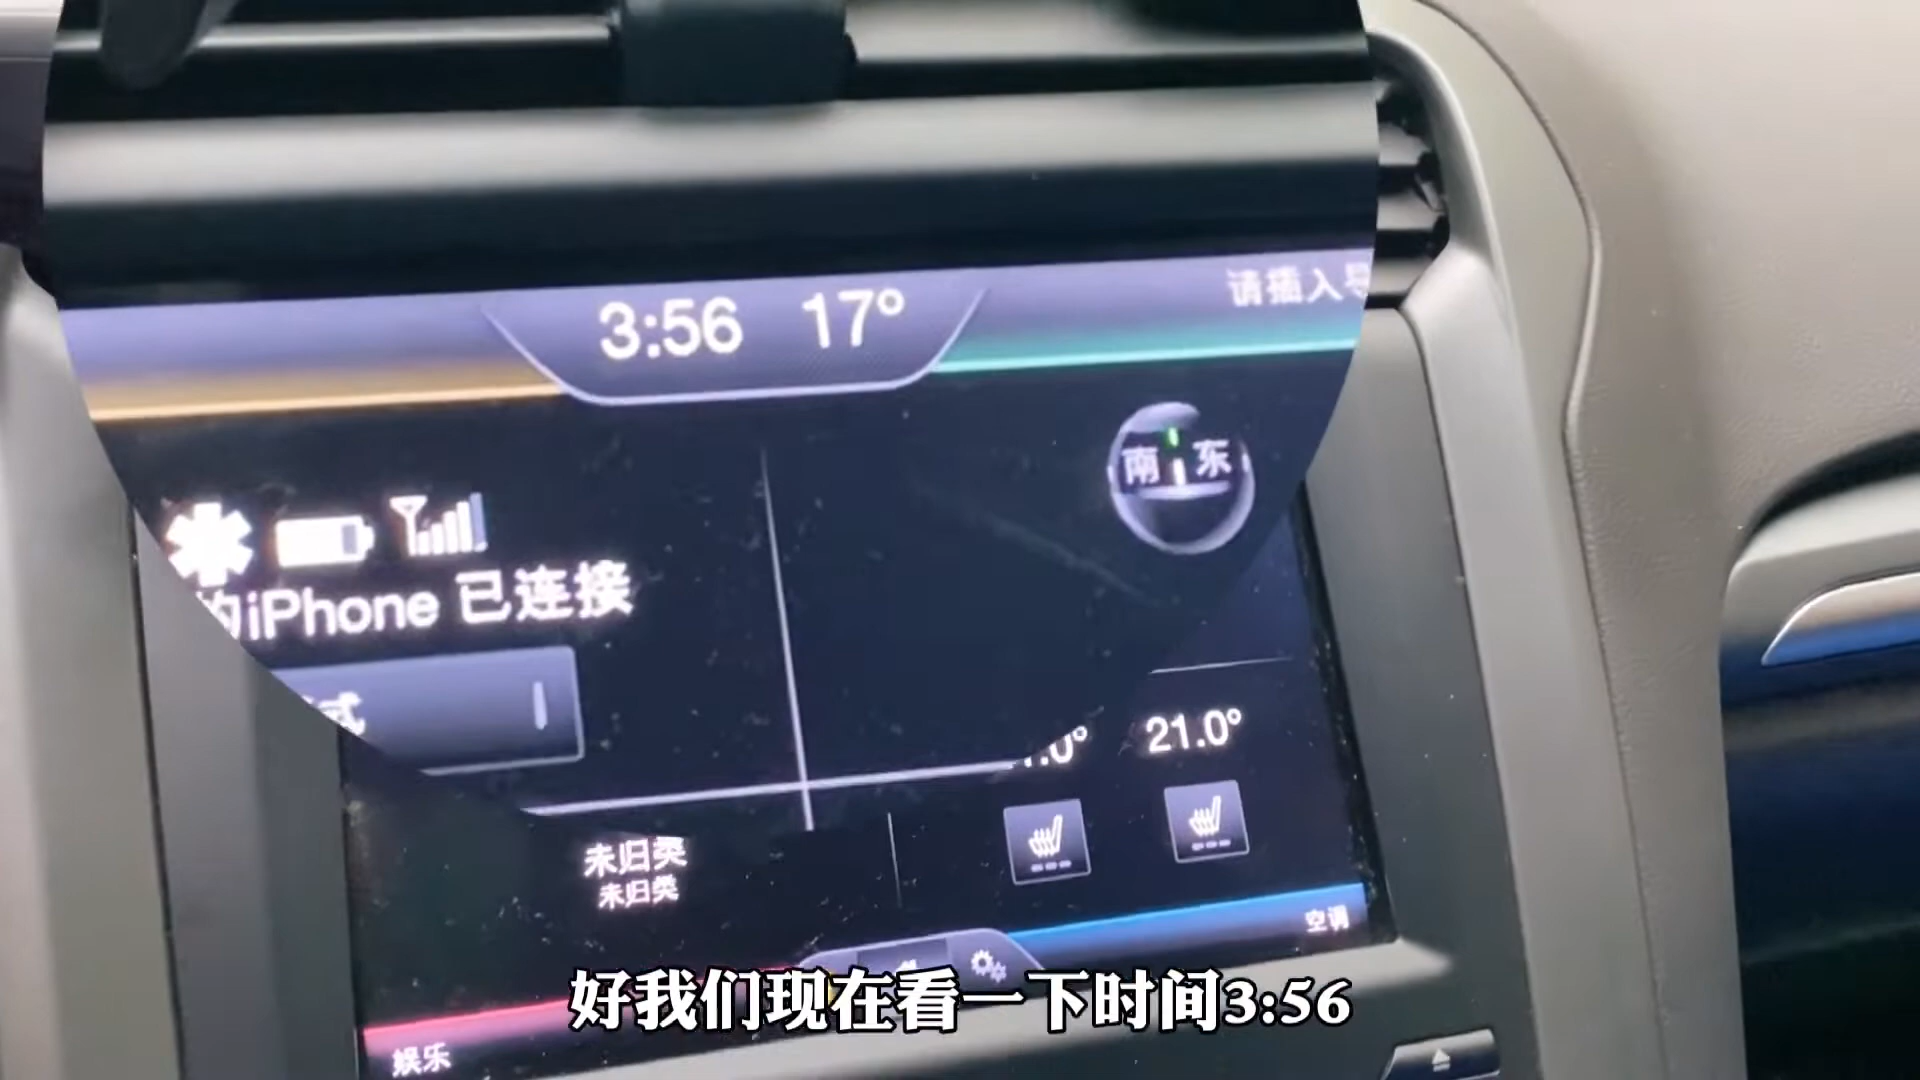 3:56 17°
请插入导
南 东
的iPhone 已连接
式
21.0°
未归类
未归类
空调
娱乐
好我们现在看一下时间3:56